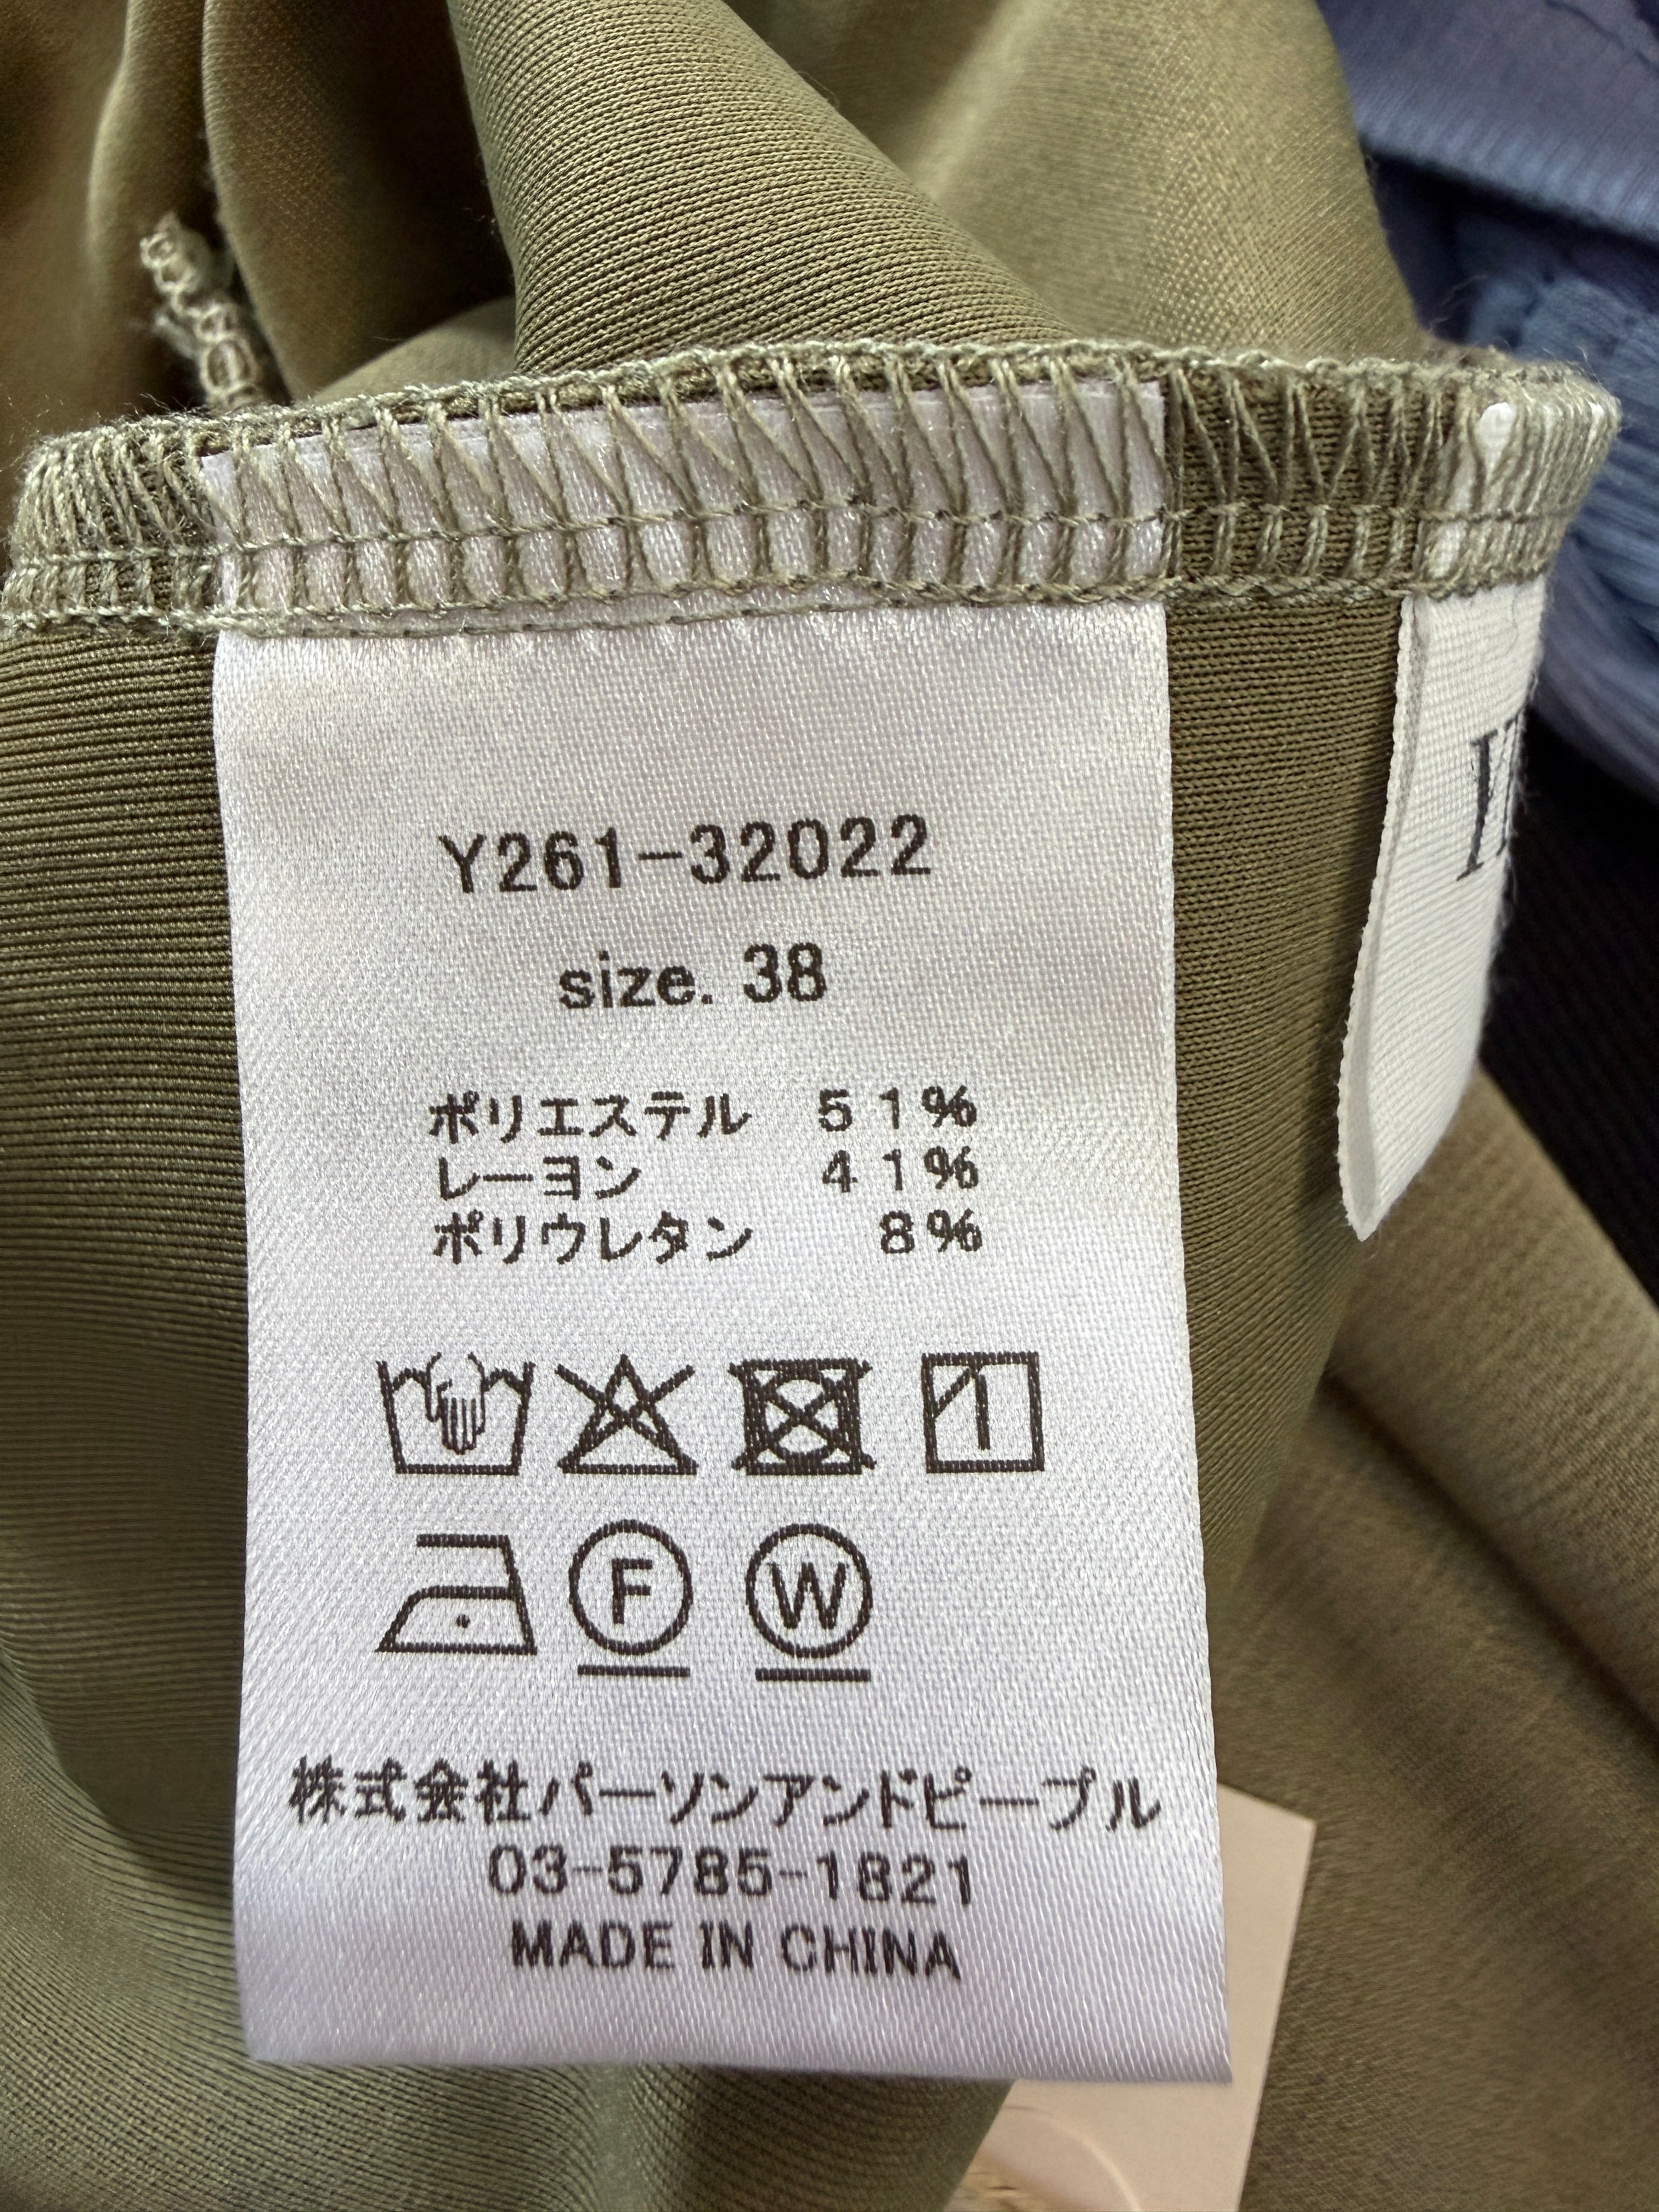 Y261-32022
size. 38
ポリエステル 51%
レーヨン 41%
ポリウレタン 8%
F
W
株式会社パーソンアンドピープル
03-5785-1821
MADE IN CHINA